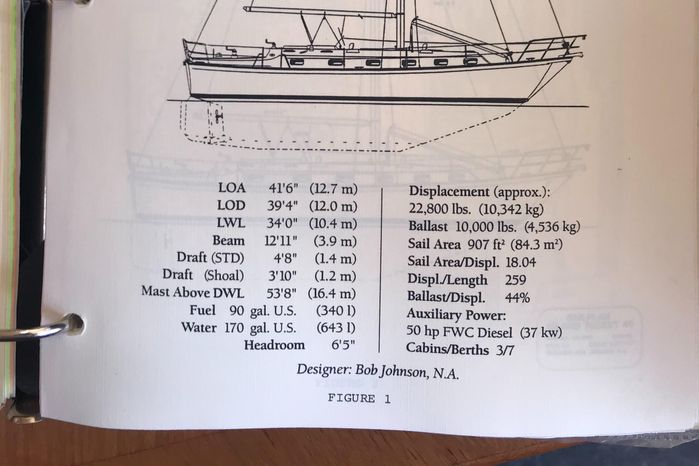 LOA 41'6" (12.7 m)
LOD 39'4" (12.0 m)
LWL 34'0" (10.4 m)
Beam 12'11" (3.9 m)
Draft (STD) 4'8" (1.4 m)
Draft (Shoal) 3'10" (1.2 m)
Mast Above DWL 53'8" (16.4 m)
Fuel 90 gal. U.S. (340 l)
Water 170 gal. U.S. (643 l)
Headroom 6'5"
Displacement (approx.):
22,800 lbs. (10,342 kg)
Ballast 10,000 lbs. (4,536 kg)
Sail Area 907 ft² (84.3 m²)
Sail Area/Displ. 18.04
Displ./Length 259
Ballast/Displ. 44%
Auxiliary Power:
50 hp FWC Diesel (37 kw)
Cabins/Berths 3/7
Designer: Bob Johnson, N.A.
FIGURE 1